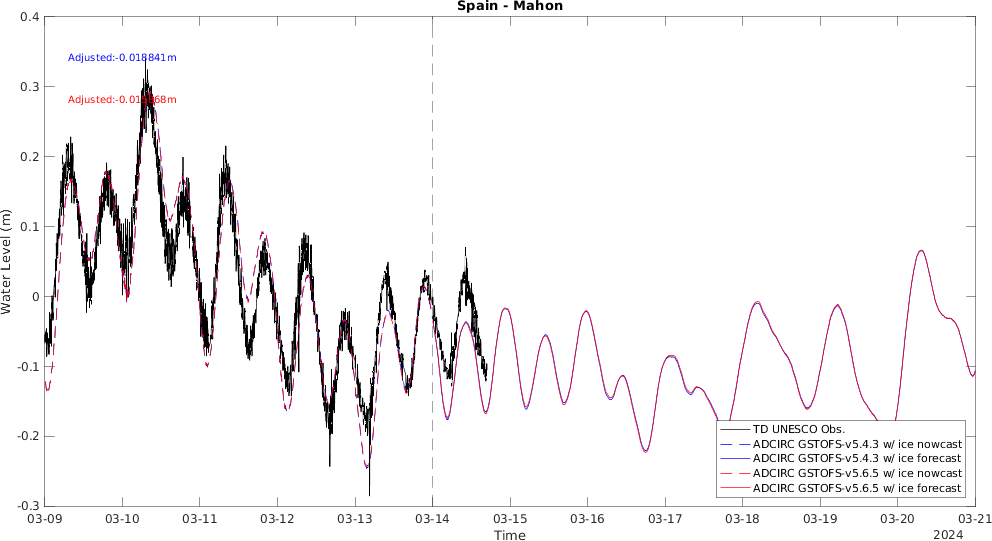 Spain - Mahon
0.4
0.3
0.2
0.1
0
-0.1
-0.2
-0.3
Water Level (m)
Adjusted:-0.018841m
TD UNESCO Obs.
ADCIRC GSTOFS-v5.4.3 w/ ice nowcast
ADCIRC GSTOFS-v5.4.3 w/ ice forecast
ADCIRC GSTOFS-v5.6.5 w/ ice nowcast
ADCIRC GSTOFS-v5.6.5 w/ ice forecast
03-09 03-10 03-11 03-12 03-13 03-14 03-15 03-16 03-17 03-18 03-19 03-20 03-21
Time
2024